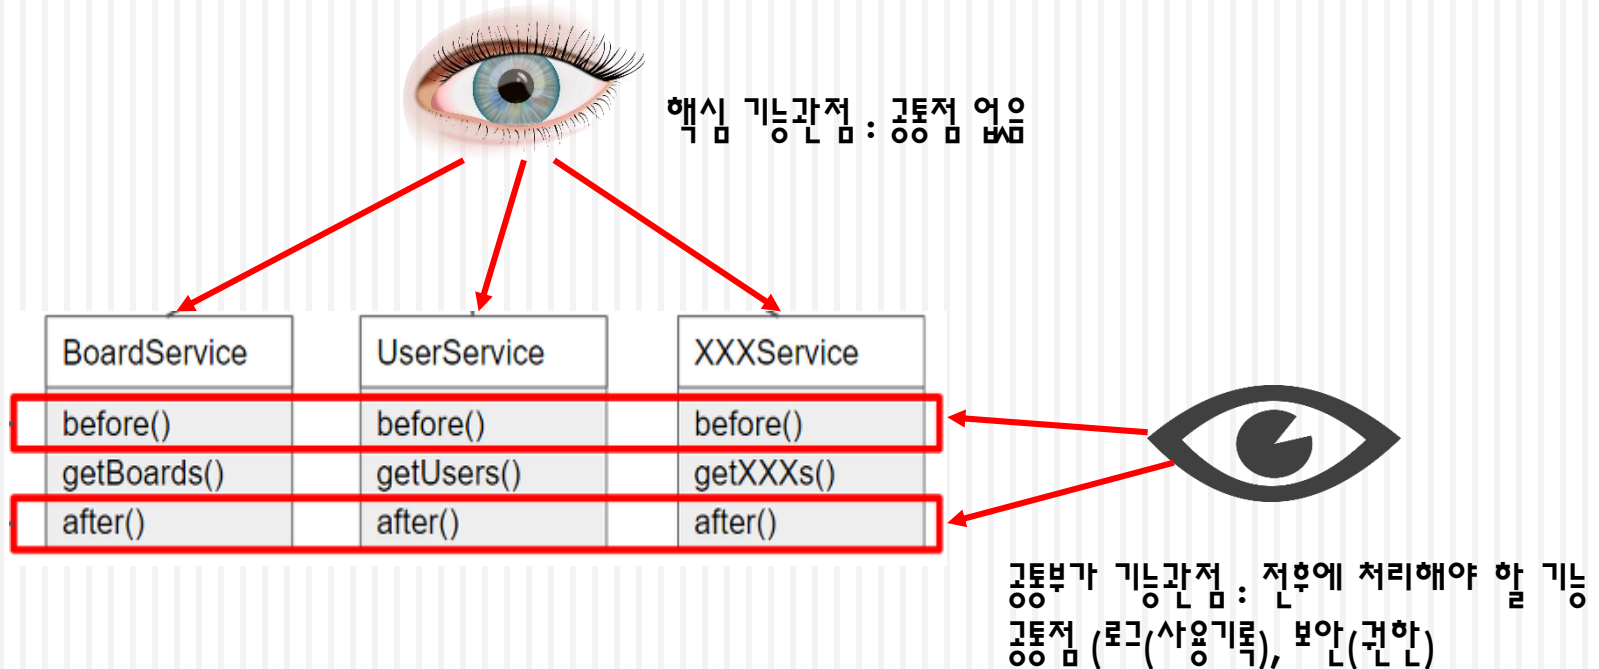 핵심 기능관점 : 공통점 없음
BoardService UserService XXXService
before() before() before()
getBoards() getUsers() getXXXs()
after() after() after()
공통부가 기능관점 : 전후에 처리해야 할 기능
공통점 (로그(사용기록), 보안(권한)